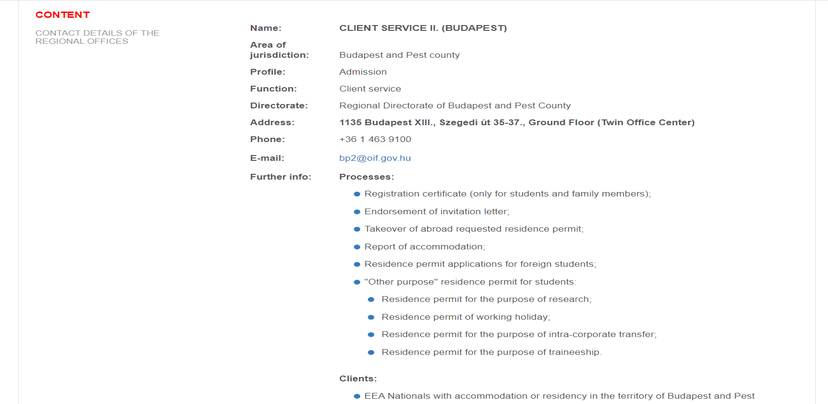 CONTENT
CONTACT DETAILS OF THE
REGIONAL OFFICES
Name: CLIENT SERVICE II. (BUDAPEST)
Area of
jurisdiction: Budapest and Pest county
Profile: Admission
Function: Client service
Directorate: Regional Directorate of Budapest and Pest County
Address: 1135 Budapest XIII., Szegedi út 35-37., Ground Floor (Twin Office Center)
Phone: +36 1 463 9100
E-mail: bp2@oif.gov.hu
Further info: Processes:
Registration certificate (only for students and family members);
Endorsement of invitation letter;
Takeover of abroad requested residence permit;
Report of accommodation;
Residence permit applications for foreign students;
"Other purpose" residence permit for students:
Residence permit for the purpose of research;
Residence permit of working holiday;
Residence permit for the purpose of intra-corporate transfer;
Residence permit for the purpose of traineeship.
Clients:
EEA Nationals with accommodation or residency in the territory of Budapest and Pest